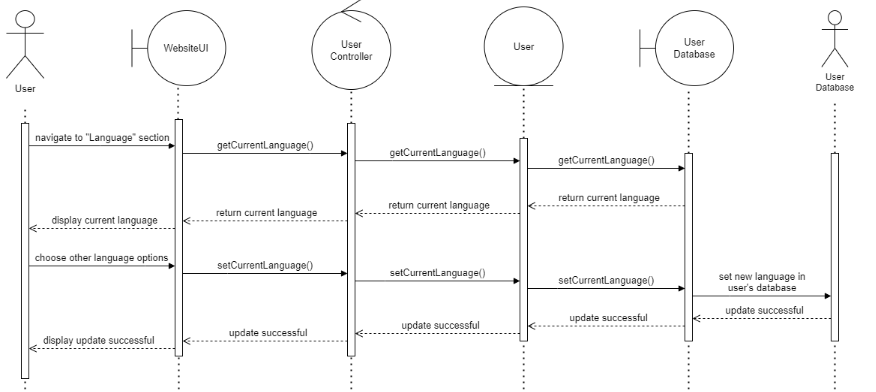 User
WebsiteUI
User
Controller
User
User
Database
User
Database
navigate to "Language" section
getCurrentLanguage()
getCurrentLanguage()
getCurrentLanguage()
return current language
return current language
return current language
display current language
choose other language options
setCurrentLanguage()
setCurrentLanguage()
setCurrentLanguage()
set new language in
user's database
update successful
update successful
update successful
update successful
display update successful